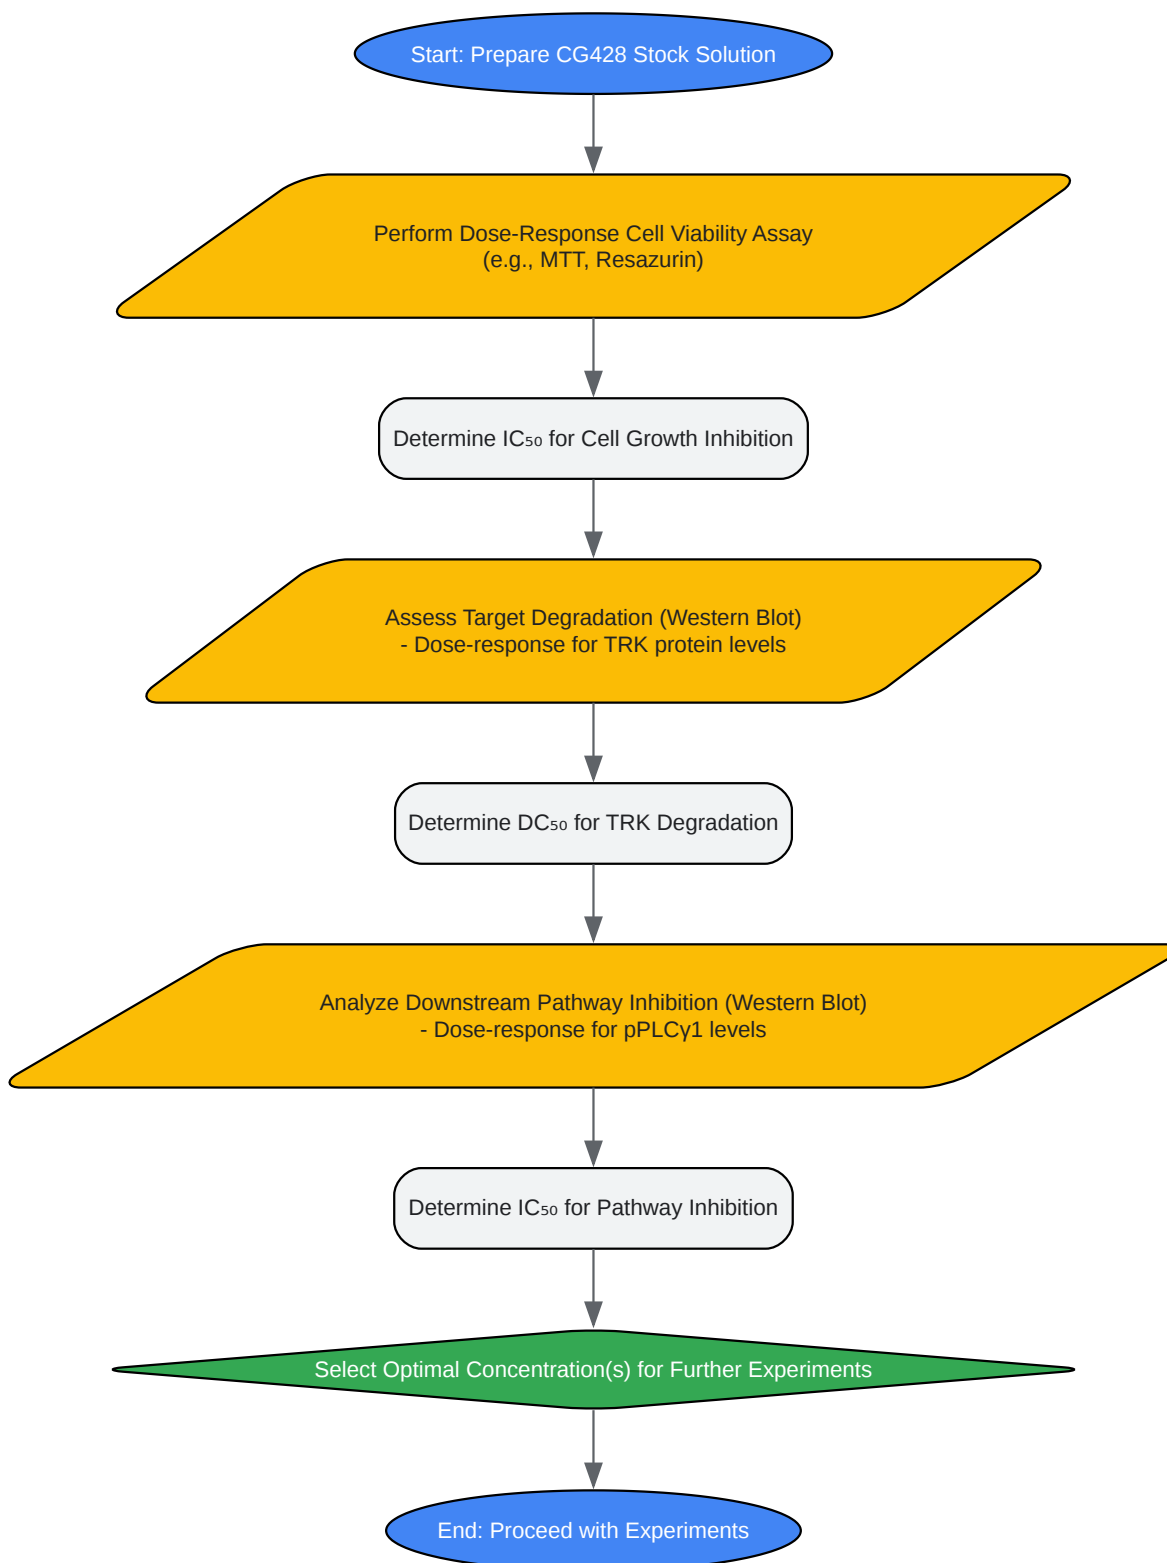 Start: Prepare CG428 Stock Solution
Perform Dose-Response Cell Viability Assay
(e.g., MTT, Resazurin)
Determine IC₅₀ for Cell Growth Inhibition
Assess Target Degradation (Western Blot)
- Dose-response for TRK protein levels
Determine DC₅₀ for TRK Degradation
Analyze Downstream Pathway Inhibition (Western Blot)
- Dose-response for pPLCγ1 levels
Determine IC₅₀ for Pathway Inhibition
Select Optimal Concentration(s) for Further Experiments
End: Proceed with Experiments